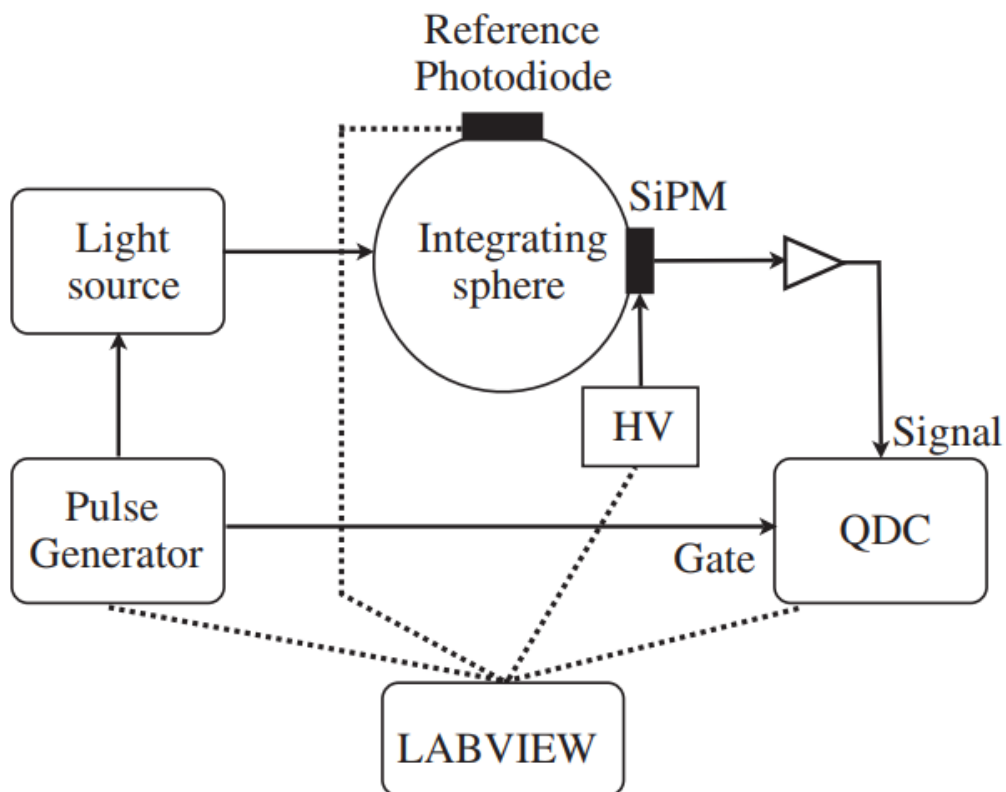 Reference
Photodiode
SiPM
Light
source
Integrating
sphere
HV
Signal
Pulse
Generator
Gate
QDC
LABVIEW